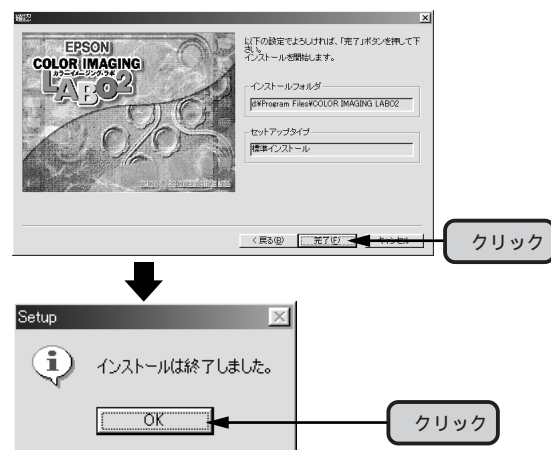 確認
EPSON
COLOR IMAGING
カラーイメージング・ラボ
LABO2
以下の設定でよろしければ、「完了」ボタンを押して下
さい。
インストールを開始します。
インストールフォルダ
d¥Program Files¥COLOR IMAGING LABO2
セットアップタイプ
標準インストール
< 戻る(B)
完了(F)
キャンセル
クリック
Setup
インストールは終了しました。
OK
クリック